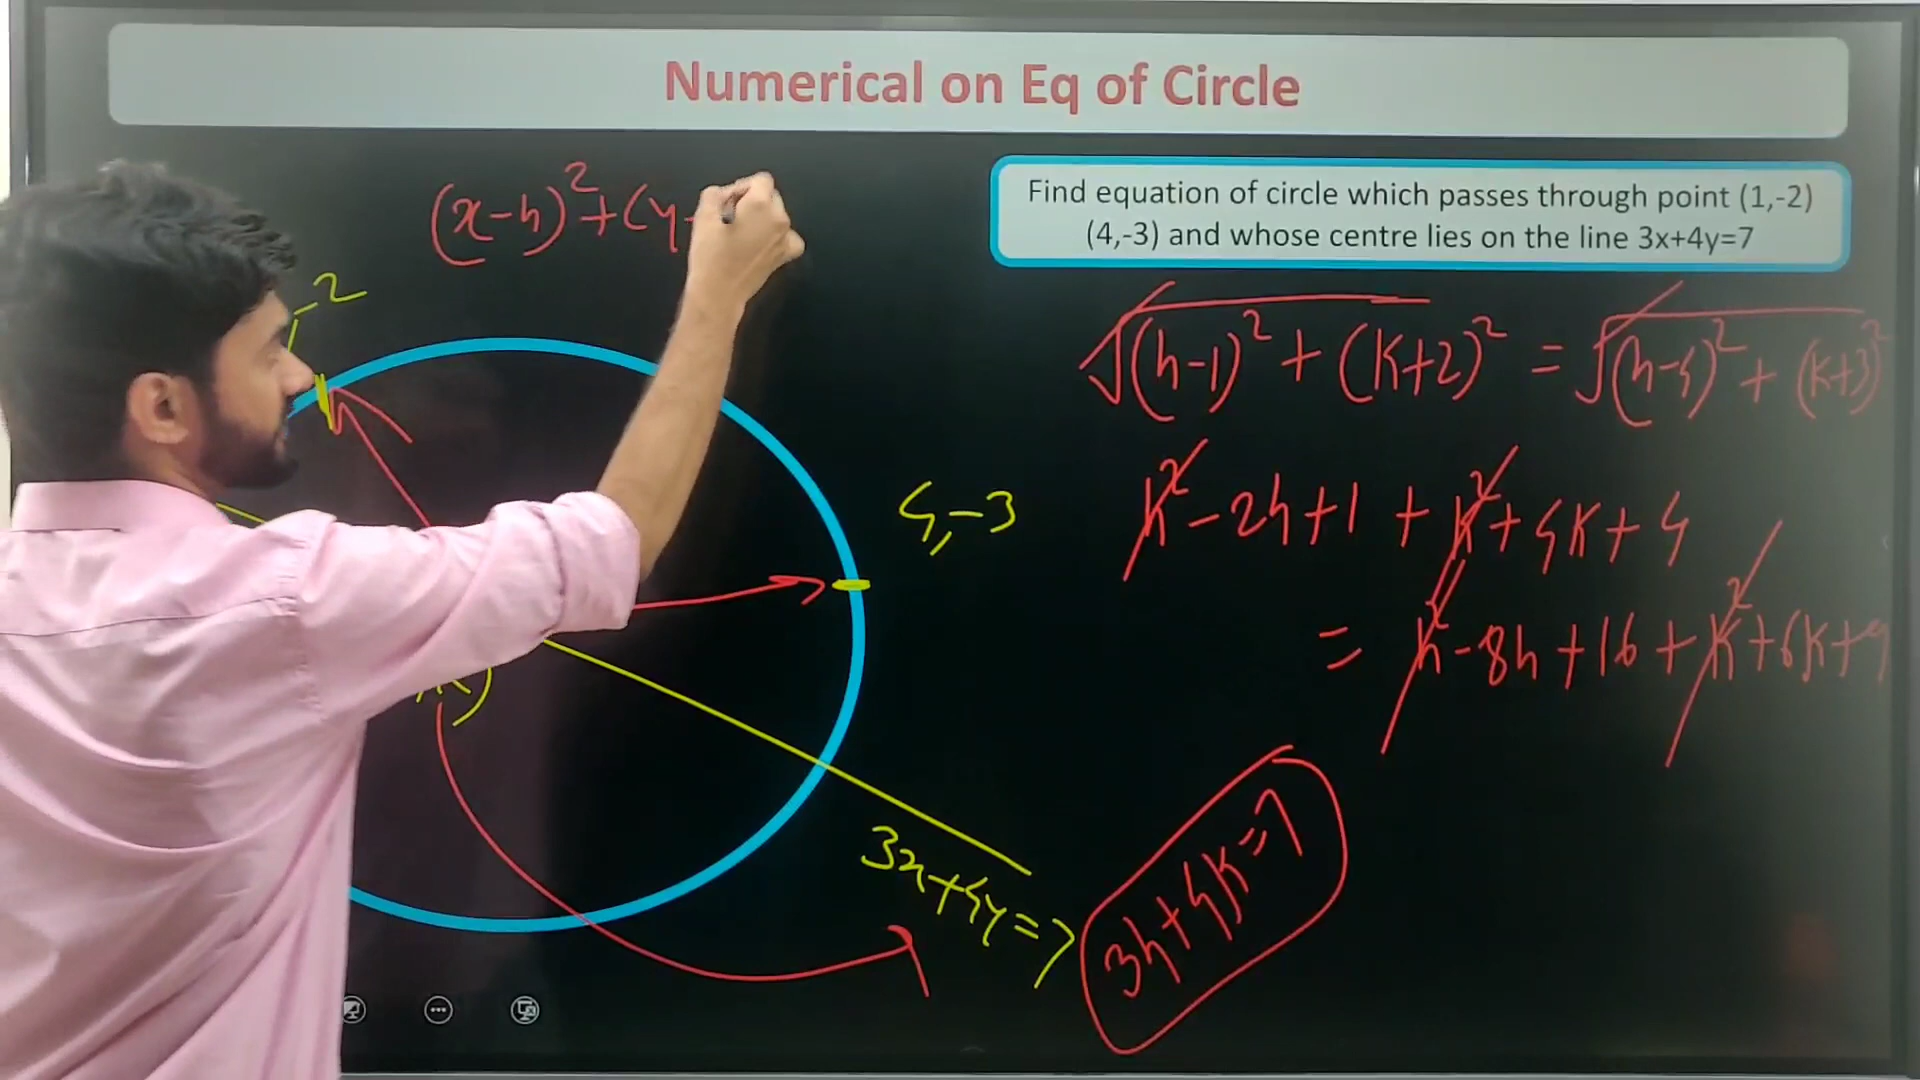 Numerical on Eq of Circle
Find equation of circle which passes through point (1,-2)
(4,-3) and whose centre lies on the line 3x+4y=7
(x-h)²+(y-
-2
√(h-1)²+(k+2)² = √(h-4)²+(k+3)²
4,-3
h²-2h+1+k²+4k+4
= h²-8h+16+k²+6k+9
3x+4y=7
3h+4k=7